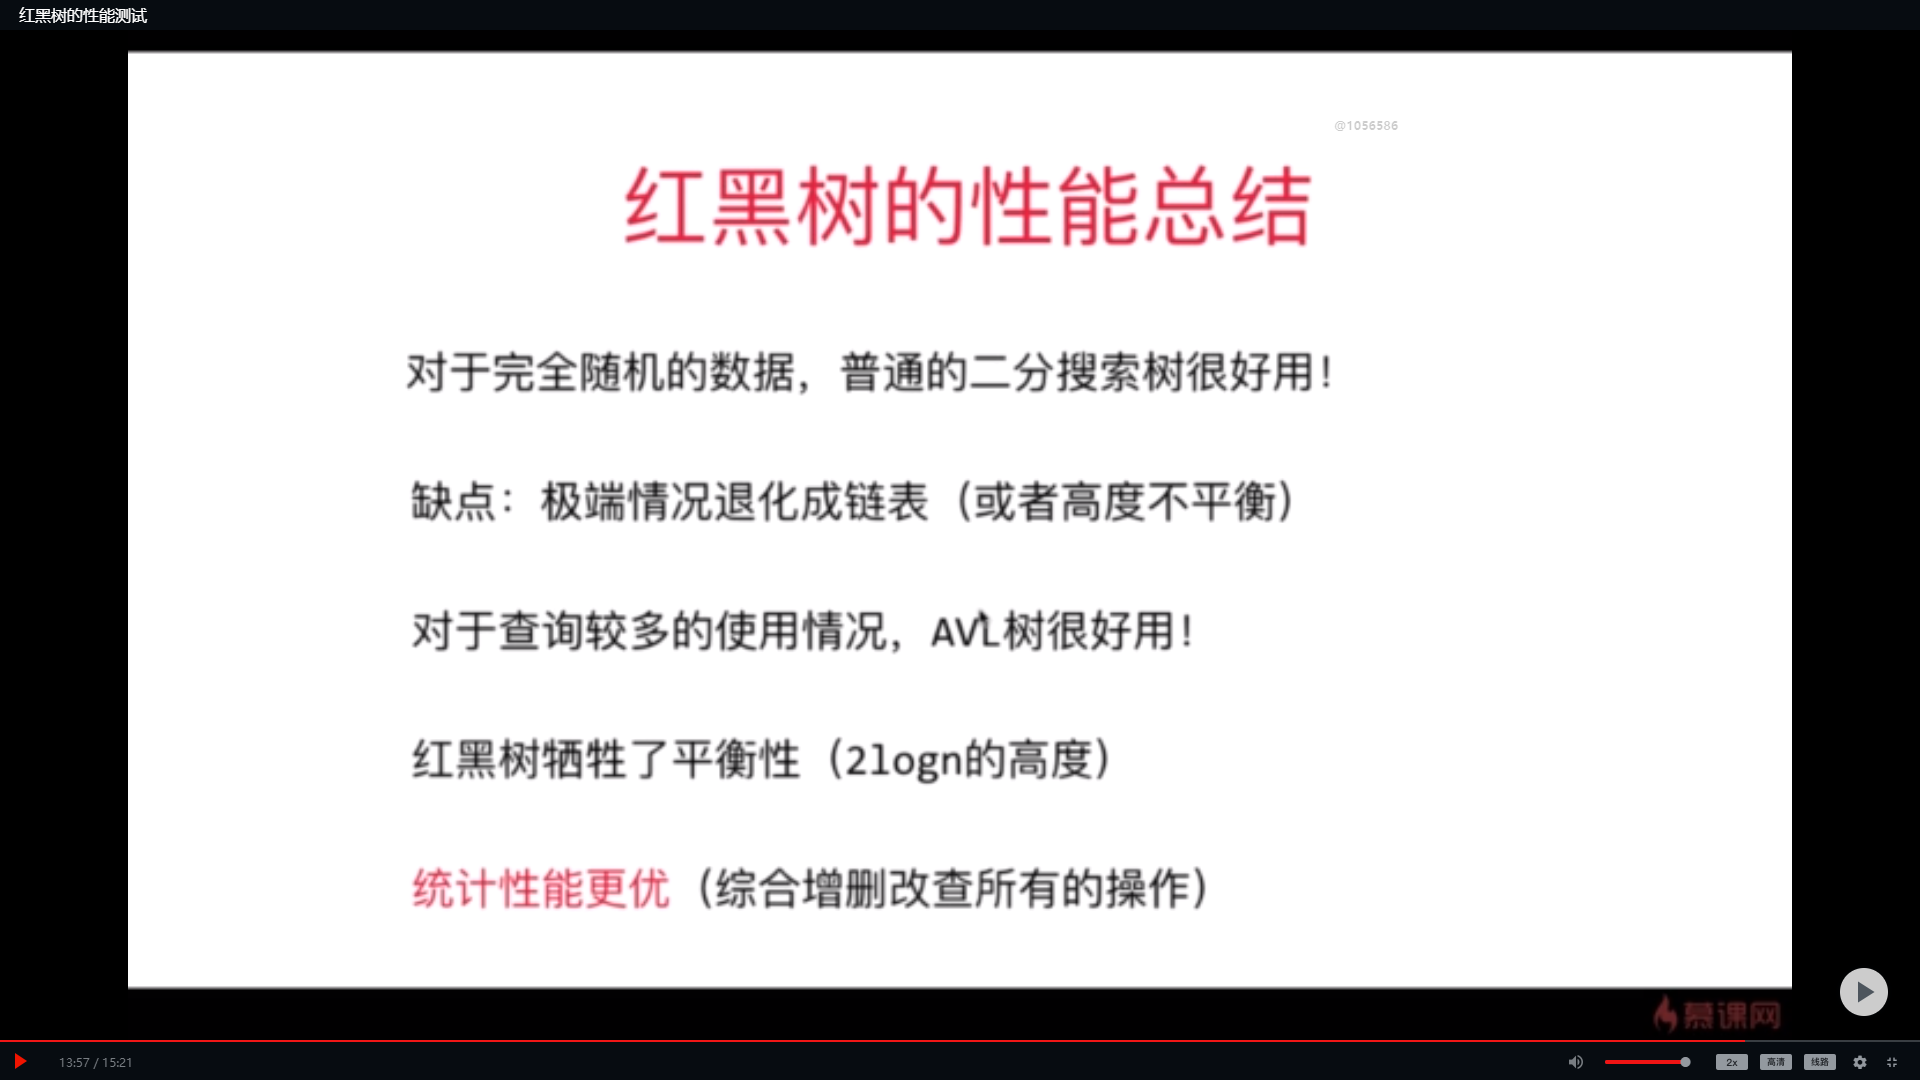 红黑树的性能测试
@1056586
红黑树的性能总结
对于完全随机的数据，普通的二分搜索树很好用！
缺点：极端情况退化成链表（或者高度不平衡）
对于查询较多的使用情况，AVL树很好用！
红黑树牺牲了平衡性（2logn的高度）
统计性能更优（综合增删改查所有的操作）
慕课网
13:57 / 15:21
2x 高清 线路